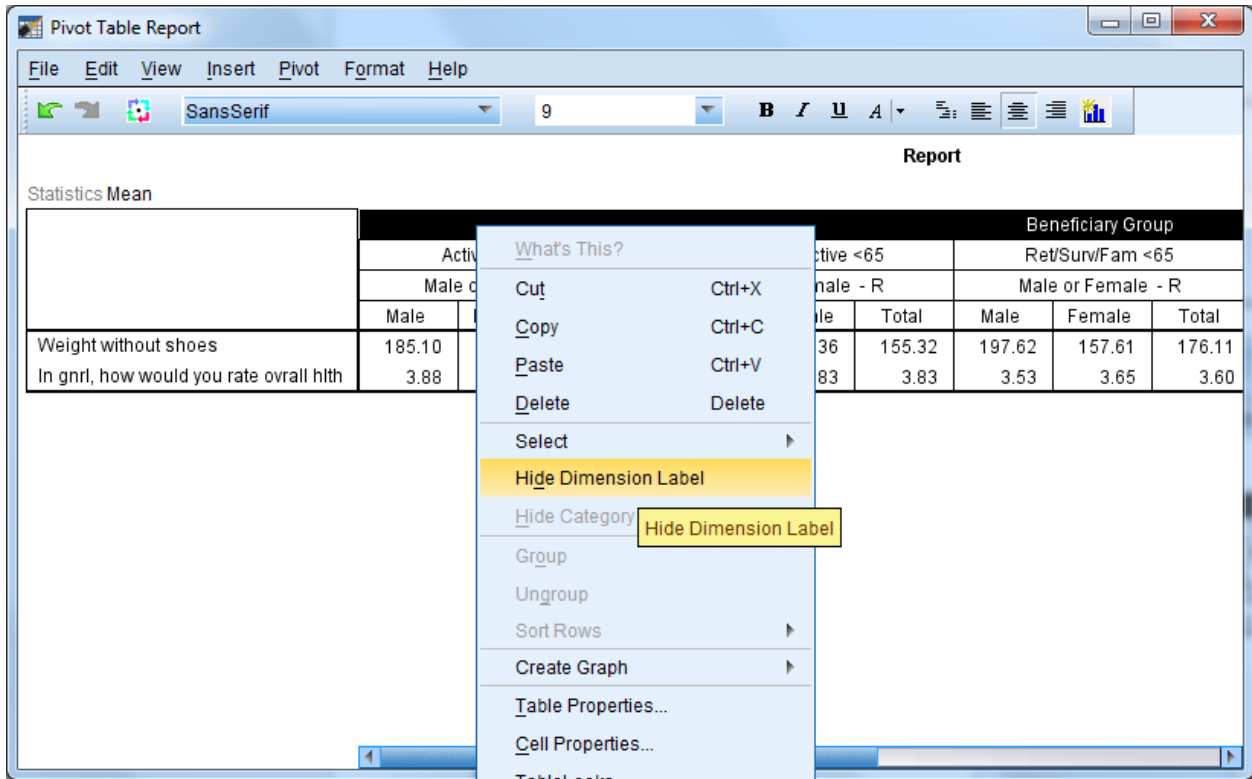 Pivot Table Report
File Edit View Insert Pivot Format Help
SansSerif 9 B I U A
Report
Statistics Mean
Beneficiary Group
<65 Ret/Surv/Fam <65
Male - R Male or Female - R
Male Total Male Female Total
Weight without shoes 185.10 36 155.32 197.62 157.61 176.11
In gnrl, how would you rate ovrall hlth 3.88 83 3.83 3.53 3.65 3.60
What's This?
Cut Ctrl+X
Copy Ctrl+C
Paste Ctrl+V
Delete Delete
Select
Hide Dimension Label
Hide Category
Hide Dimension Label
Group
Ungroup
Sort Rows
Create Graph
Table Properties...
Cell Properties...